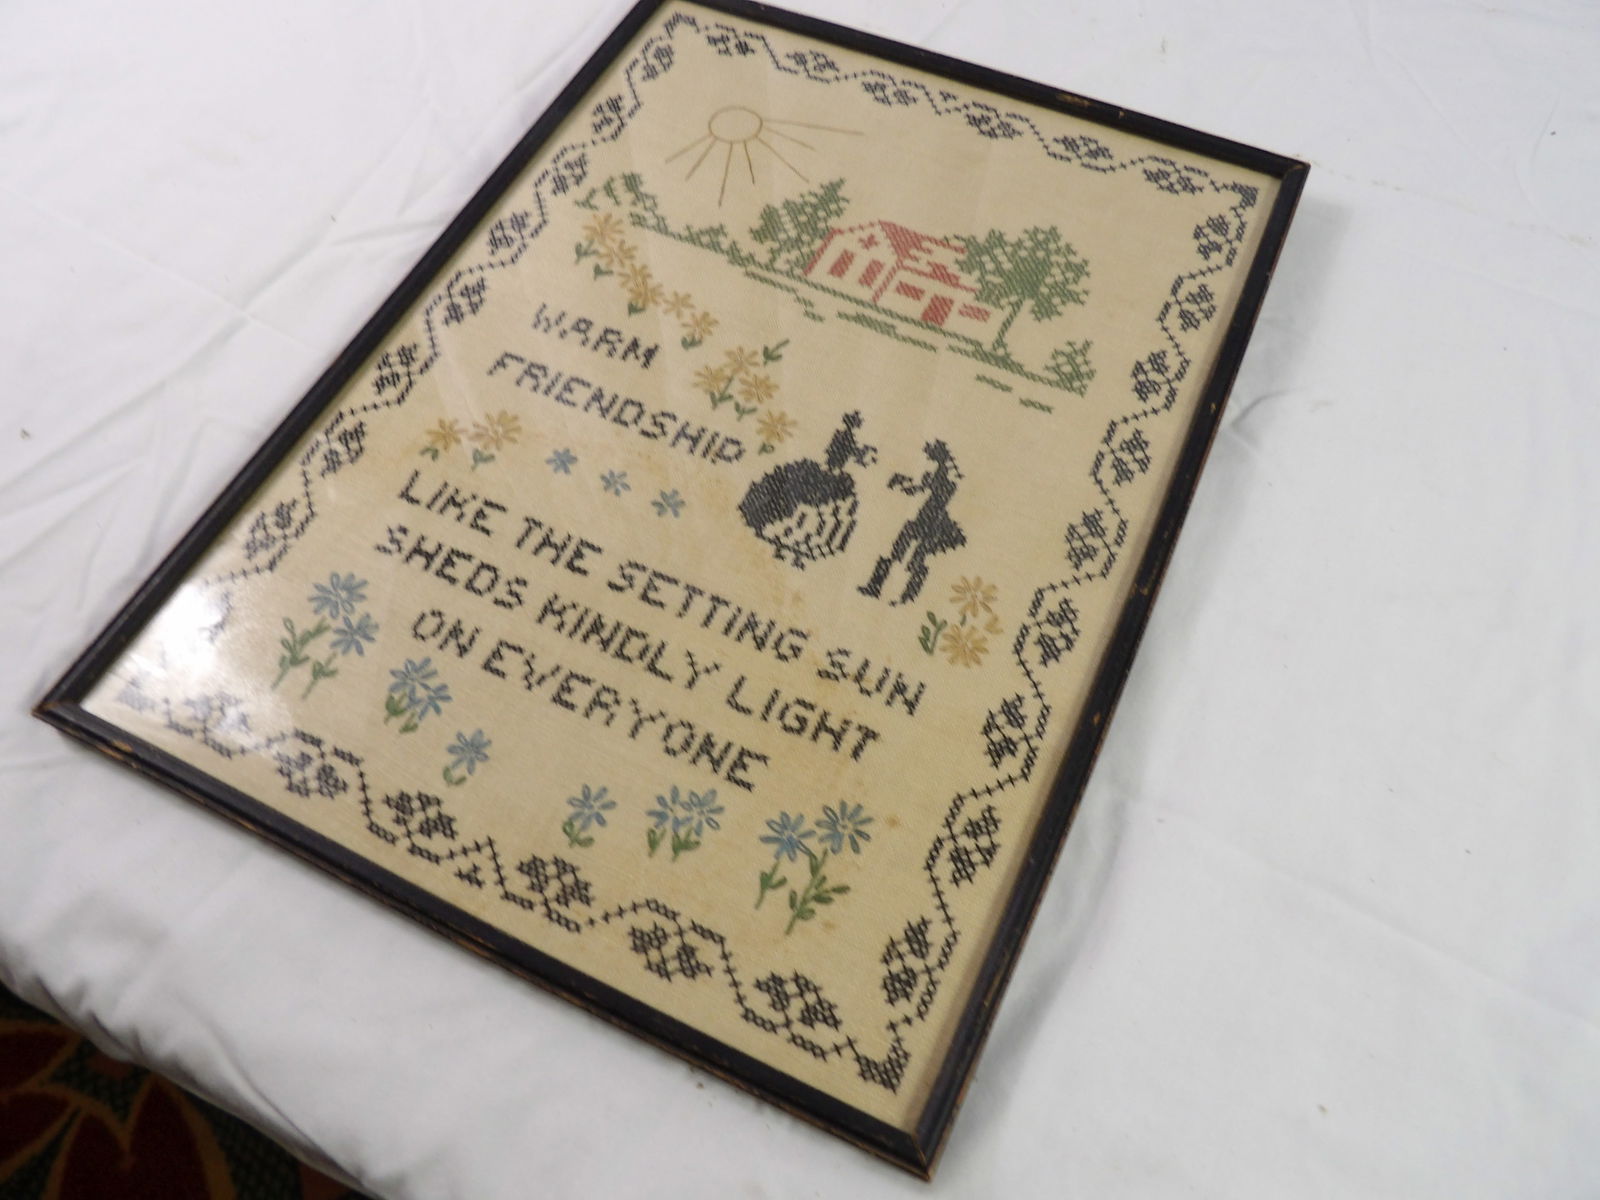 WARM
FRIENDSHIP
LIKE THE SETTING SUN
SHEDS KINDLY LIGHT
ON EVERYONE